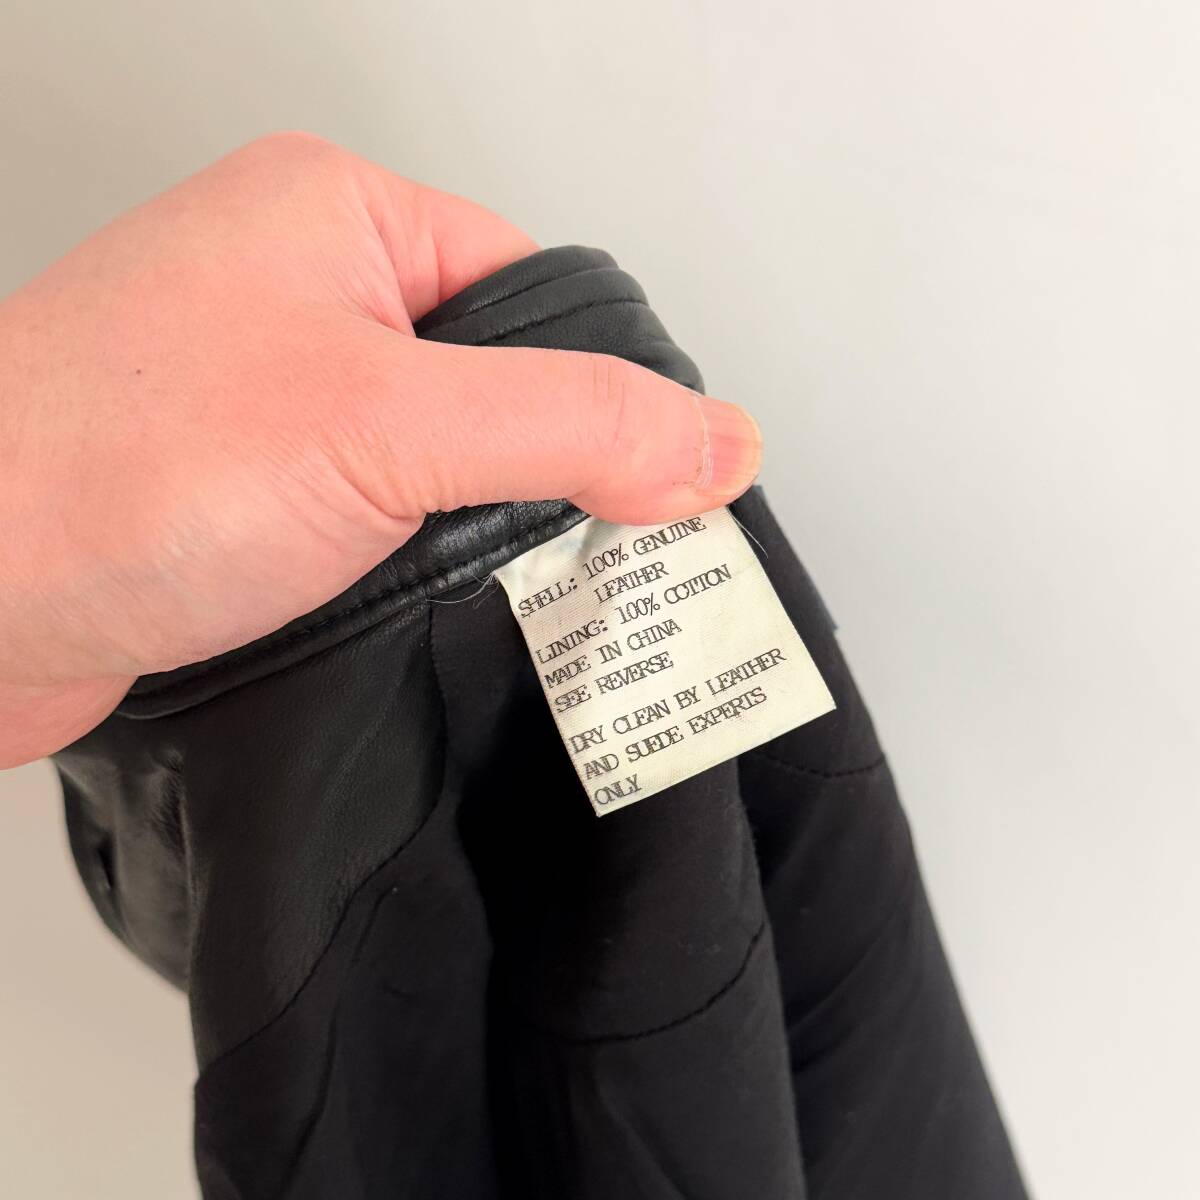 SHELL: 100% GENUINE
LEATHER
LINING: 100% COTTON
MADE IN CHINA
SEE REVERSE
DRY CLEAN BY LEATHER
AND SUEDE EXPERTS
ONLY